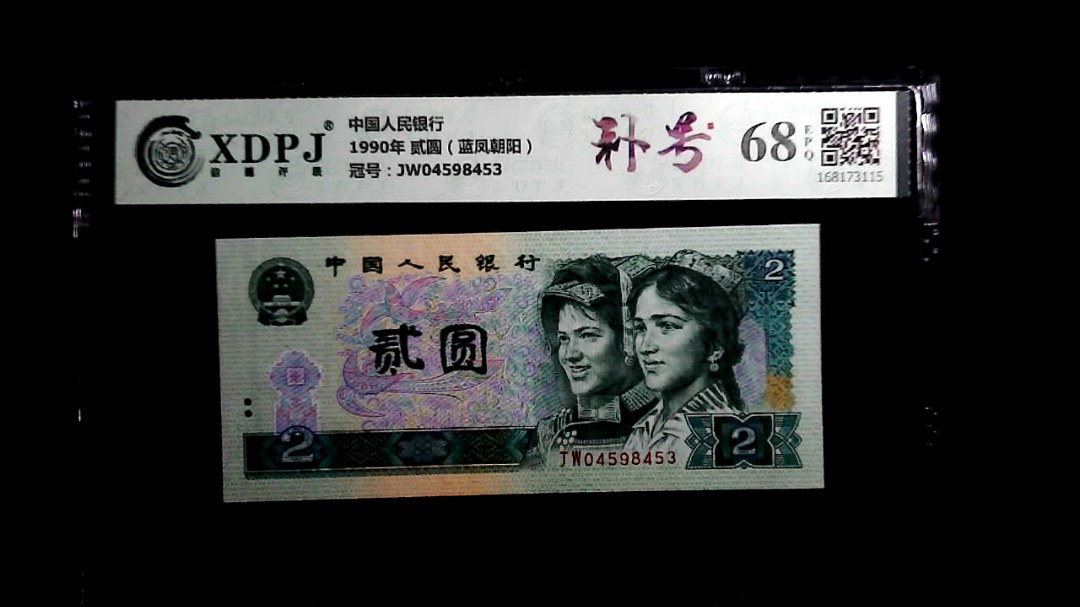 XDPJ®
中国人民银行
1990年 贰圆（蓝凤朝阳）
冠号：JW04598453
补号
68
EPQ
168173115
中国人民银行
2
贰圆
2
JW04598453
2